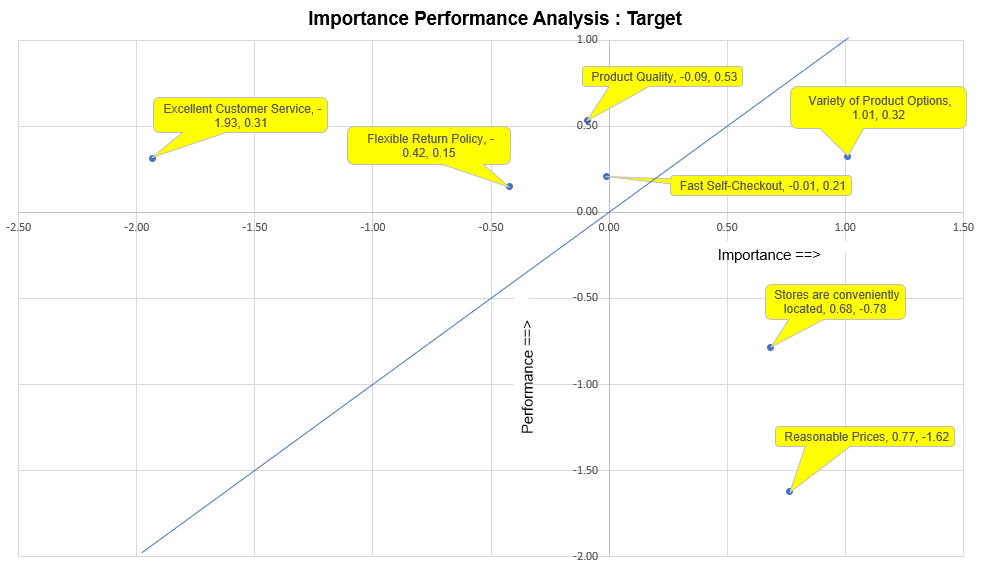 Importance Performance Analysis : Target
1.00
Product Quality, -0.09, 0.53
Variety of Product Options,
1.01, 0.32
Excellent Customer Service, -
1.93, 0.31
0.50
Flexible Return Policy, -
0.42, 0.15
Fast Self-Checkout, -0.01, 0.21
0.00
-2.50 -2.00 -1.50 -1.00 -0.50 0.00 0.50 1.00 1.50
Importance ==>
-0.50
Stores are conveniently
located, 0.68, -0.78
Performance ==>
-1.00
Reasonable Prices, 0.77, -1.62
-1.50
-2.00